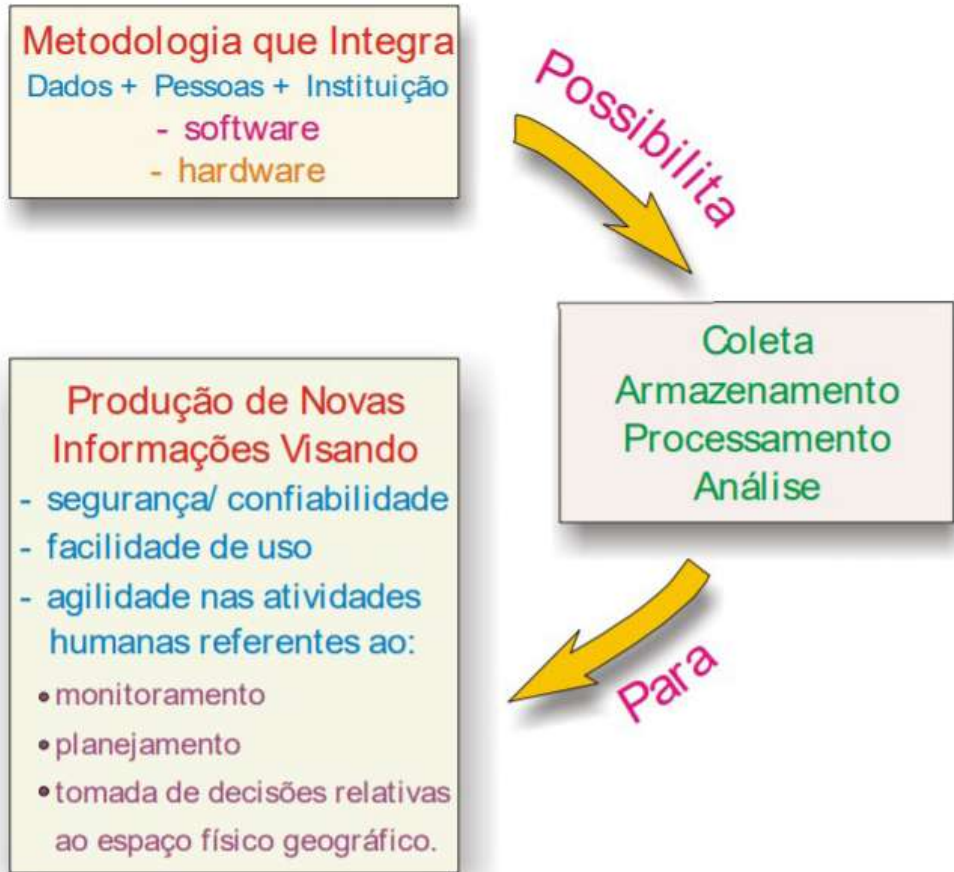 Metodologia que Integra
Dados + Pessoas + Instituição
- software
- hardware
Possibilita
Coleta
Armazenamento
Processamento
Análise
Para
Produção de Novas
Informações Visando
- segurança/ confiabilidade
- facilidade de uso
- agilidade nas atividades
humanas referentes ao:
• monitoramento
• planejamento
• tomada de decisões relativas
ao espaço físico geográfico.